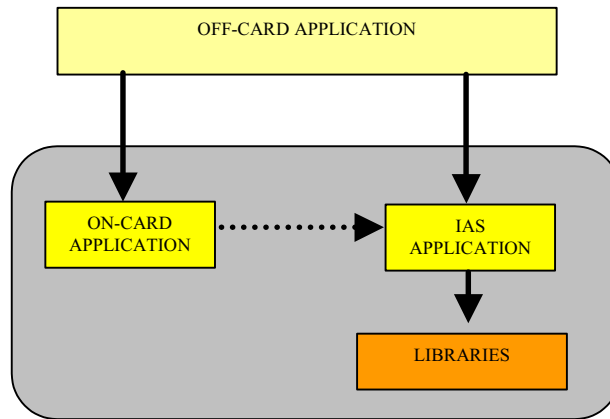 OFF-CARD APPLICATION
ON-CARD
APPLICATION
IAS
APPLICATION
LIBRARIES